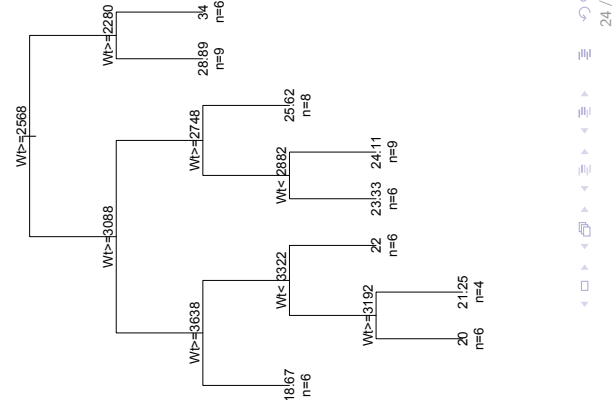 Wt>=2568
Wt>=3088
Wt>=2280
Wt>=3638
Wt>=2748
28.89
n=9
34
n=6
18.67
n=6
Wt< 3322
Wt< 2882
25.62
n=8
Wt>=3192
22
n=6
23.33
n=6
24.11
n=9
20
n=6
21.25
n=4
24 /